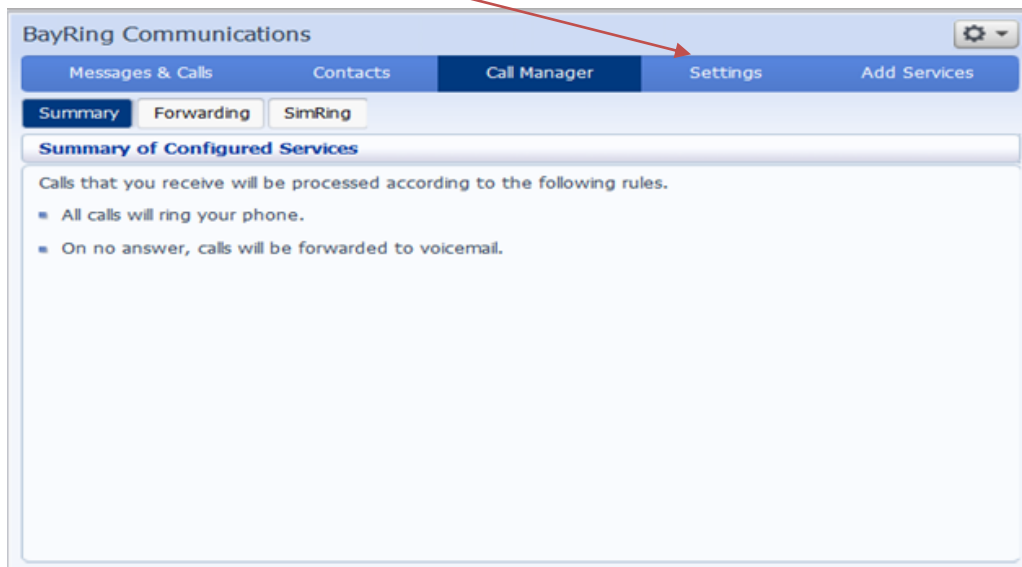 BayRing Communications
Messages & Calls Contacts Call Manager Settings Add Services
Summary Forwarding SimRing
Summary of Configured Services
Calls that you receive will be processed according to the following rules.
All calls will ring your phone.
On no answer, calls will be forwarded to voicemail.